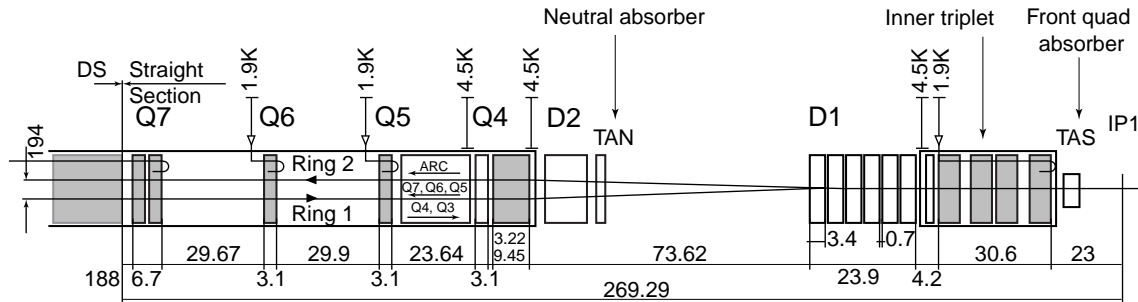 Neutral absorber
Inner triplet
Front quad
absorber
DS
Straight
Section
1.9K
1.9K
4.5K
4.5K
4.5K
1.9K
Q7
Q6
Q5
Q4
D2
TAN
D1
TAS
IP1
194
Ring 2
Ring 1
ARC
Q7, Q6, Q5
Q4, Q3
3.22
9.45
3.4
0.7
29.67
29.9
23.64
73.62
30.6
23
188
6.7
3.1
3.1
3.1
23.9
4.2
269.29